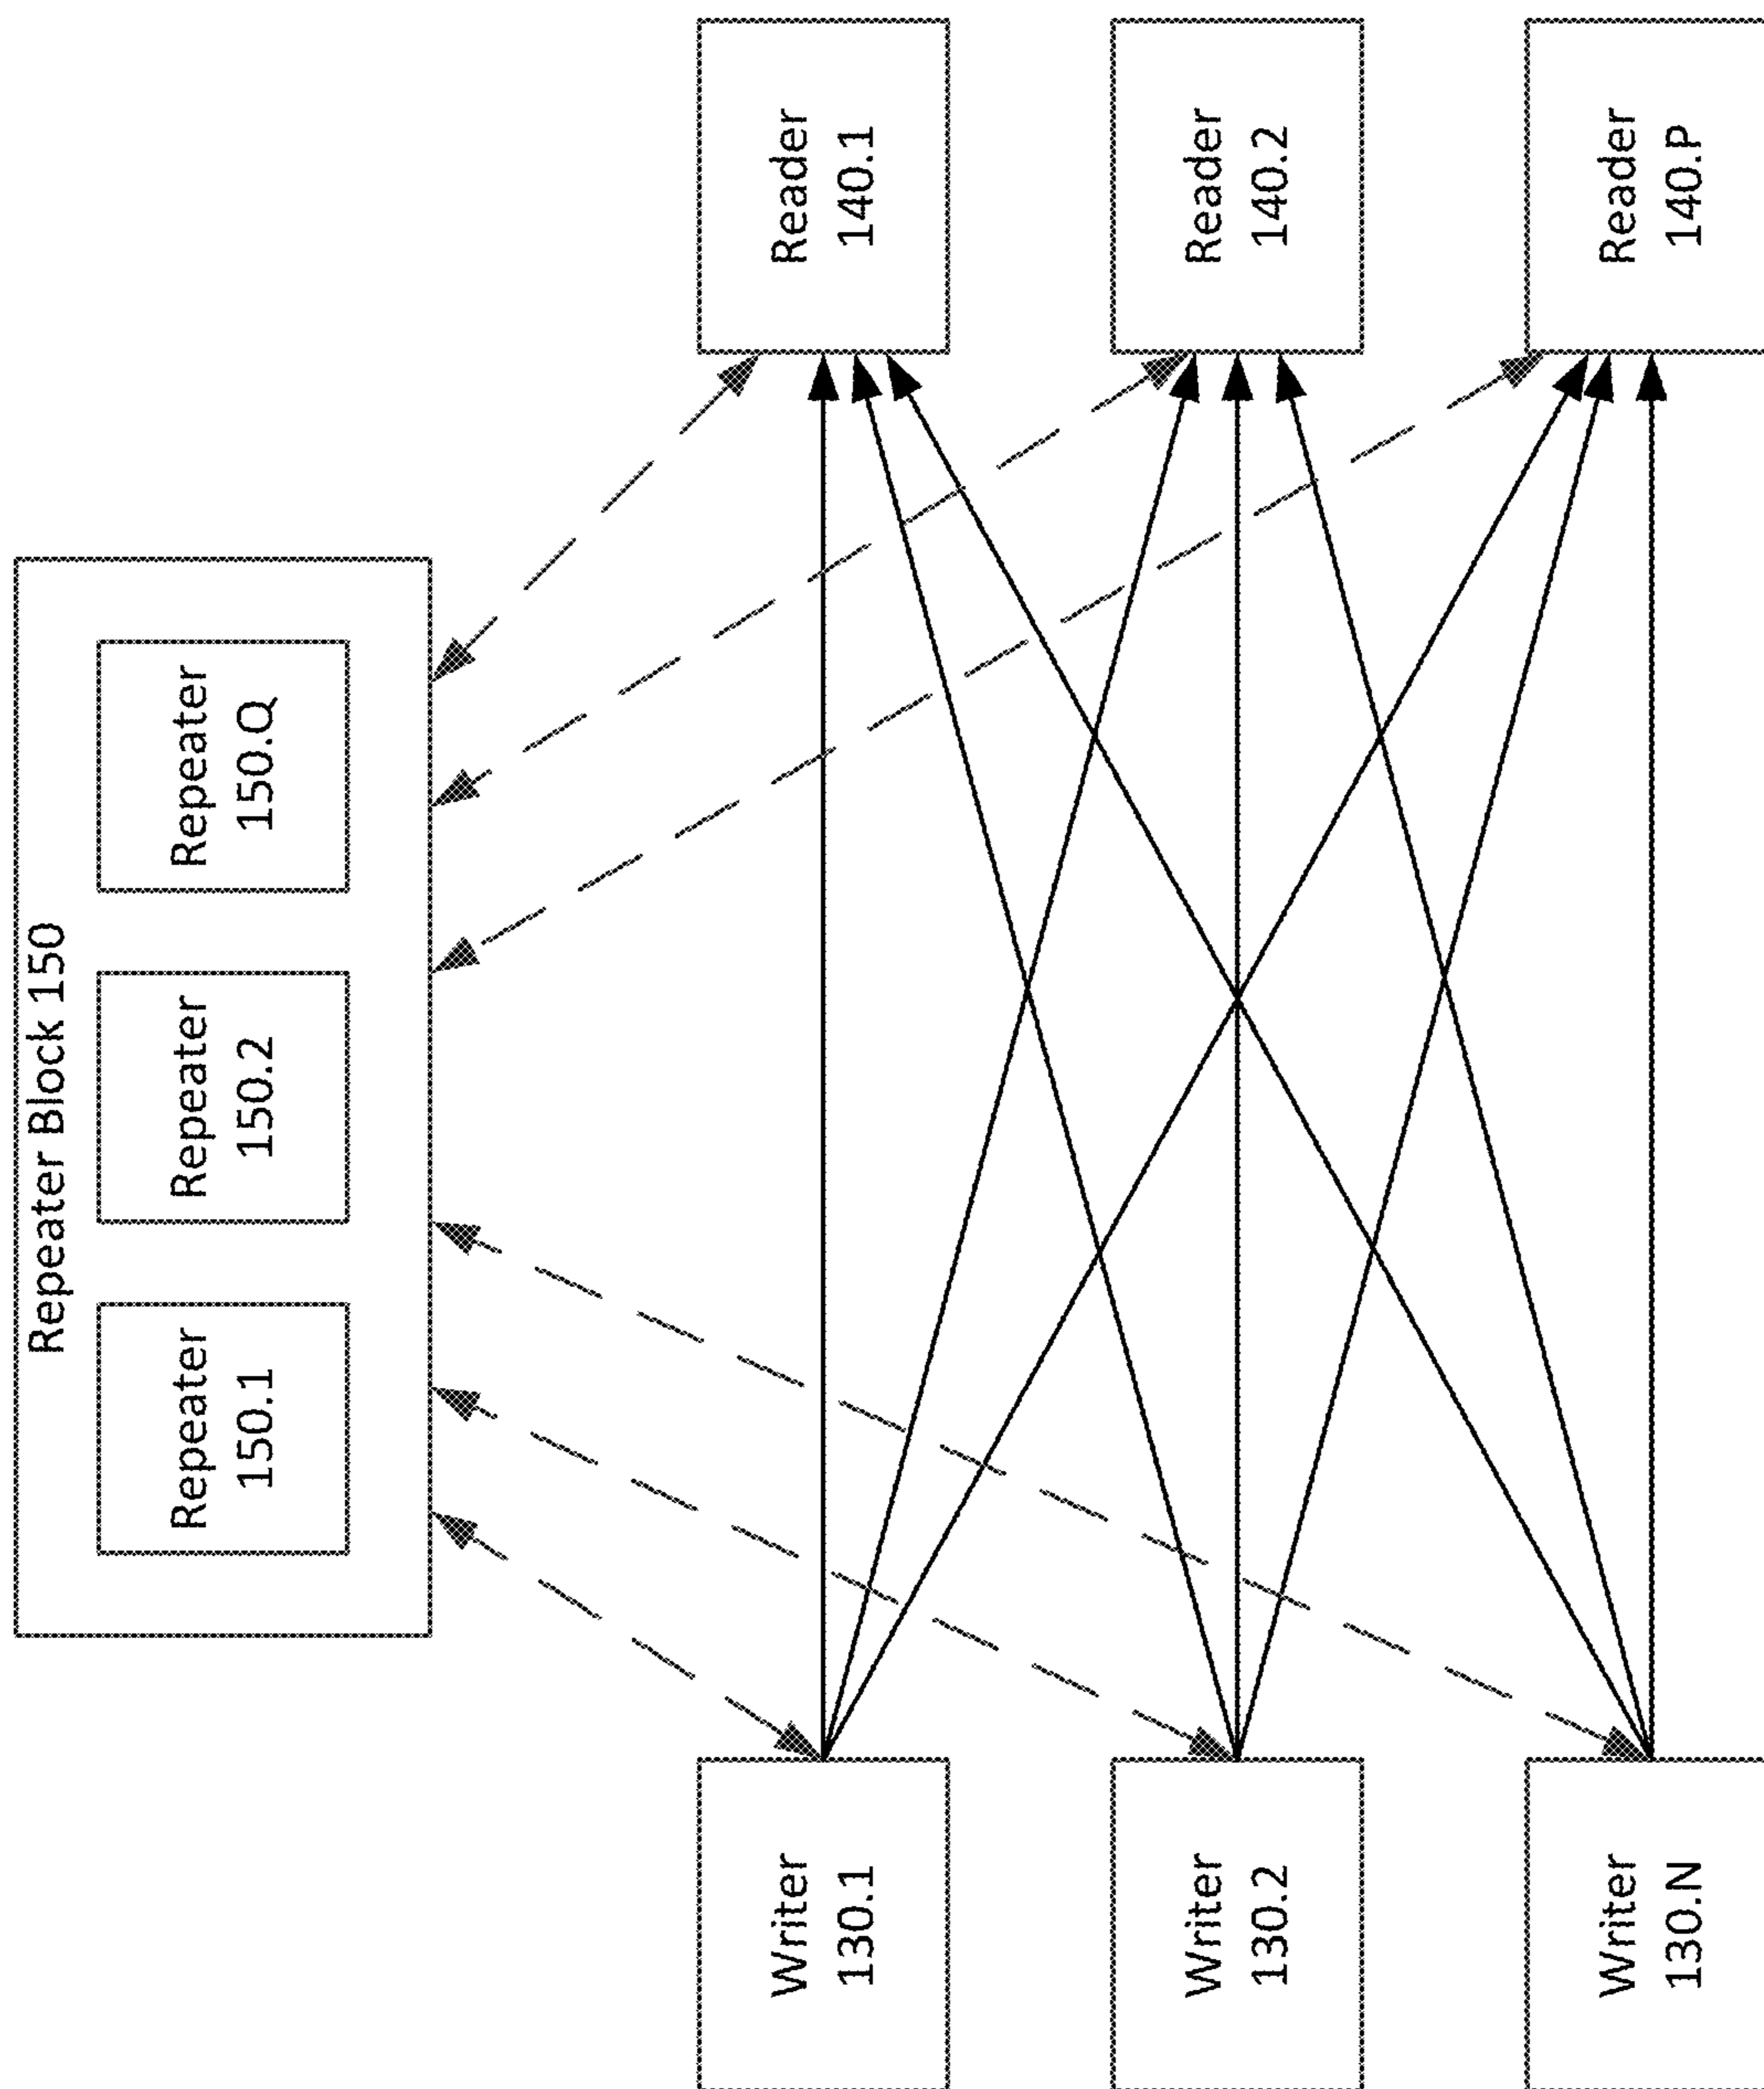 Repeater Block 150
Repeater
150.1
Repeater
150.2
Repeater
150.Q
Writer
130.1
Reader
140.1
Writer
130.2
Reader
140.2
Writer
130.N
Reader
140.P